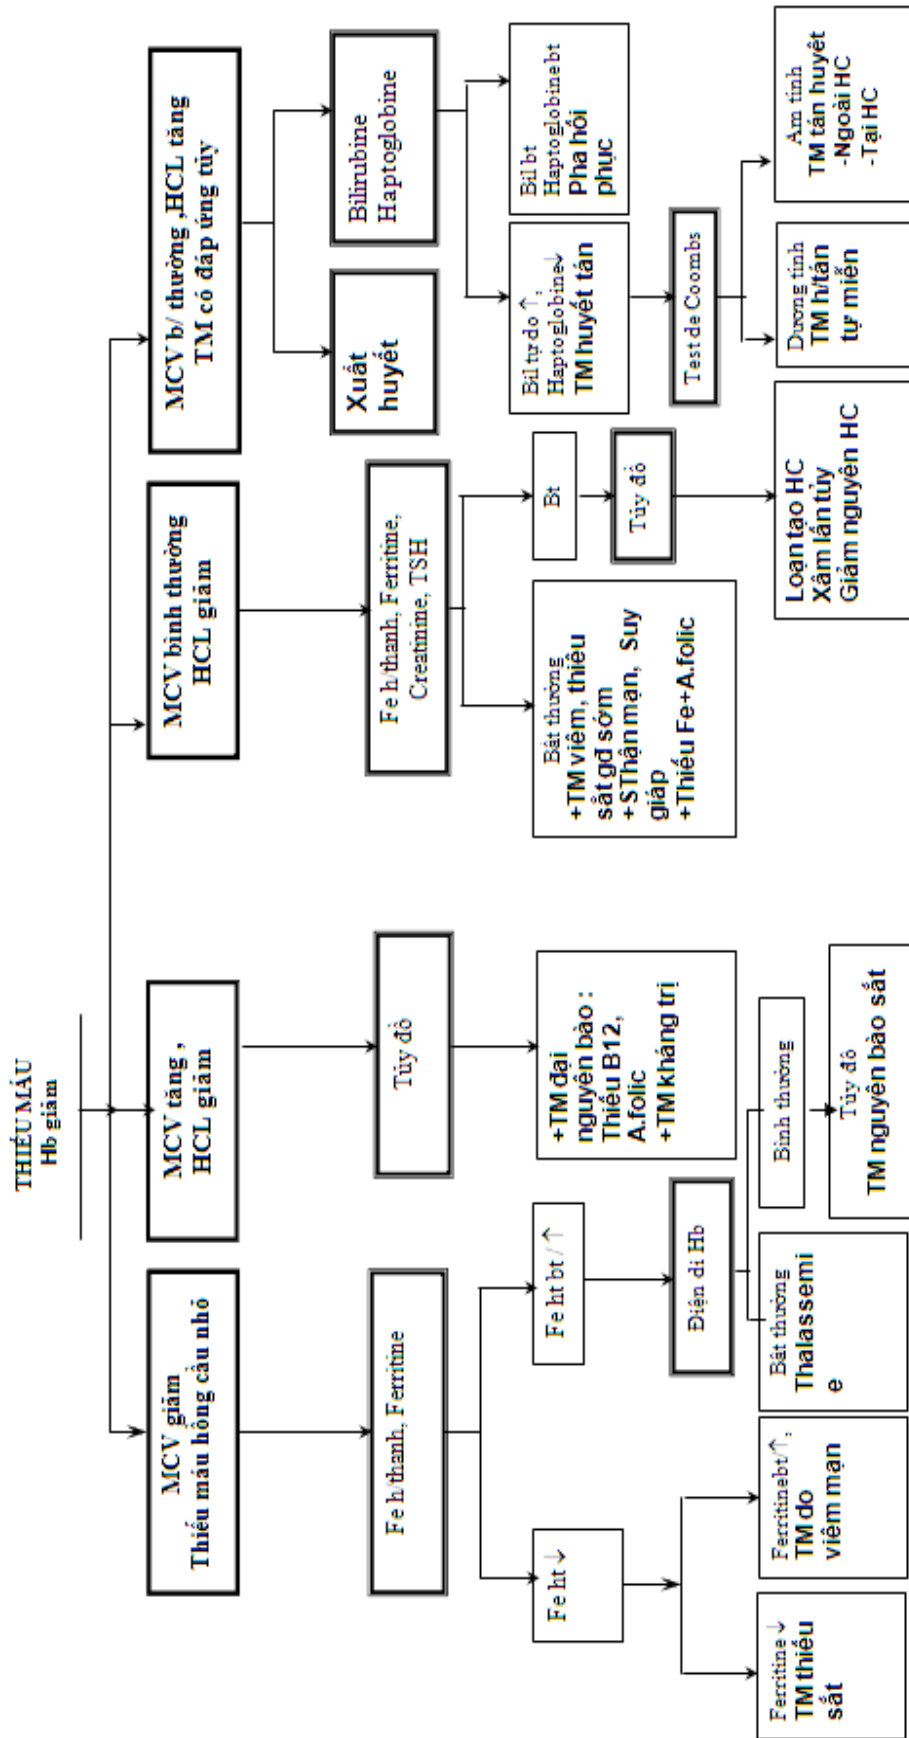 THIẾU MÁU
Hb giảm
MCV giảm
Thiếu máu hồng cầu nhỏ
MCV tăng ,
HCL giảm
MCV bình thường
HCL giảm
MCV b/ thường ,HCL tăng
TM có đáp ứng tủy
Fe h/thanh, Ferritine
Tủy đồ
Fe h/thanh, Ferritine,
Creatinine, TSH
Xuất
huyết
Bilirubine
Haptoglobine
Fe ht ↓
Fe ht bt / ↑
+TM đại
nguyên bào :
Thiếu B12,
A.folic
+TM kháng trị
Bất thường
+TM viêm, thiếu
sắt gđ sớm
+SThận mạn, Suy
giáp
+Thiếu Fe+A.folic
Bt
Bil tự do ↑,
Haptoglobine↓
TM huyết tán
Bil bt
Haptoglobine bt
Pha hồi
phục
Điện di Hb
Tủy đồ
Test de Coombs
Ferritine ↓
TM thiếu
sắt
Ferritinebt/↑,
TM do
viêm mạn
Bất thường
Thalassemi
e
Bình thường
Tủy đồ
TM nguyên bào sắt
Loạn tạo HC
Xâm lấn tủy
Giảm nguyên HC
Dương tính
TM h/tán
tự miễn
Am tính
TM tán huyết
-Ngoài HC
-Tại HC